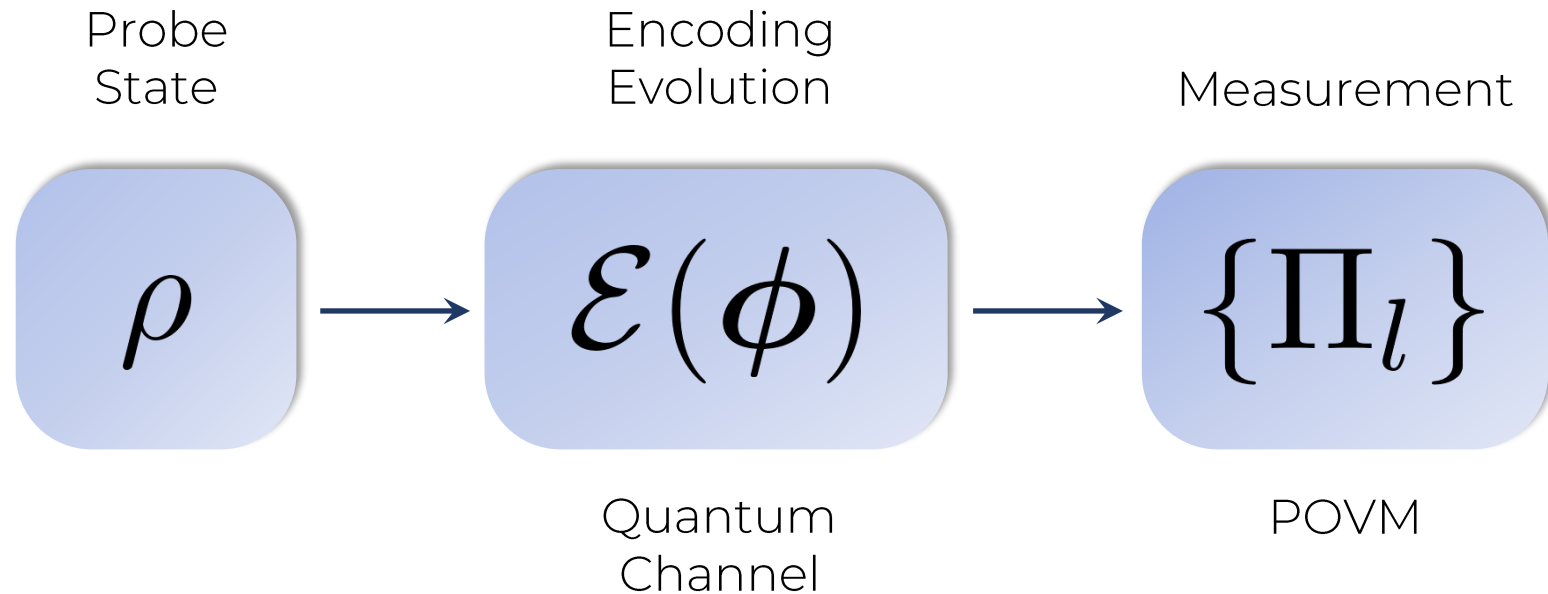 Probe
State
Encoding
Evolution
Measurement
ρ
ℰ(ϕ)
{Π_l}
Quantum
Channel
POVM